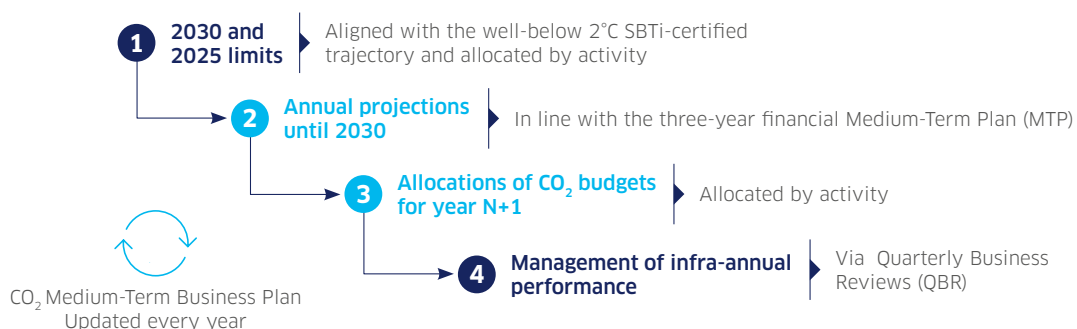 1
2030 and
2025 limits
Aligned with the well-below 2°C SBTi-certified
trajectory and allocated by activity
2
Annual projections
until 2030
In line with the three-year financial Medium-Term Plan (MTP)
3
Allocations of CO₂ budgets
for year N+1
Allocated by activity
4
Management of infra-annual
performance
Via Quarterly Business
Reviews (QBR)
CO₂ Medium-Term Business Plan
Updated every year